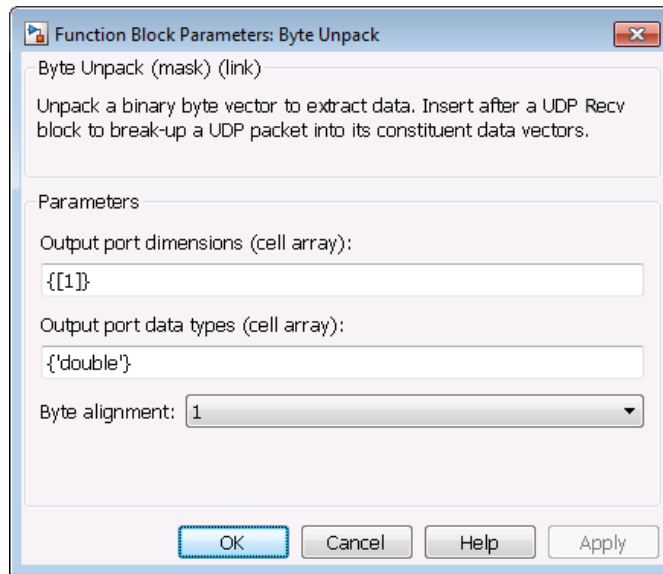 Function Block Parameters: Byte Unpack
Byte Unpack (mask) (link)
Unpack a binary byte vector to extract data. Insert after a UDP Recv
block to break-up a UDP packet into its constituent data vectors.
Parameters
Output port dimensions (cell array):
{[1]}
Output port data types (cell array):
{'double'}
Byte alignment: 1
OK Cancel Help Apply